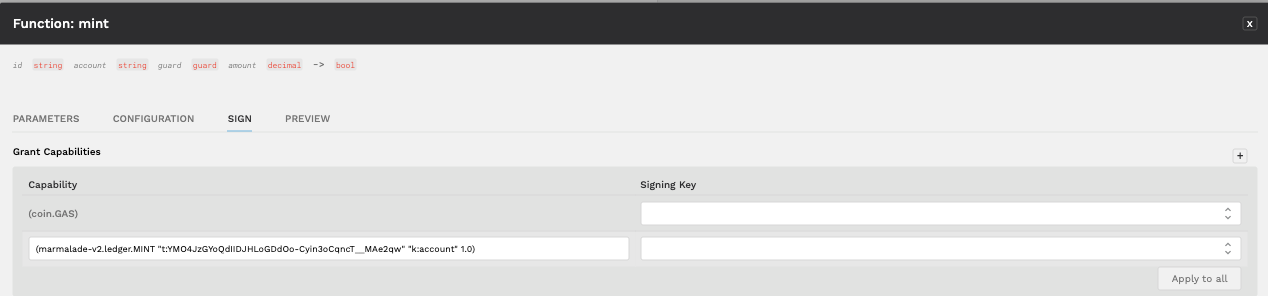 Function: mint
x
id string account string guard guard amount decimal -> bool
PARAMETERS CONFIGURATION SIGN PREVIEW
Grant Capabilities
+
Capability Signing Key
(coin.GAS)
(marmalade-v2.ledger.MINT "t:YMO4JzGYoQdIIDJHLoGDdOo-Cyin3oCqncT__MAe2qw" "k:account" 1.0)
Apply to all